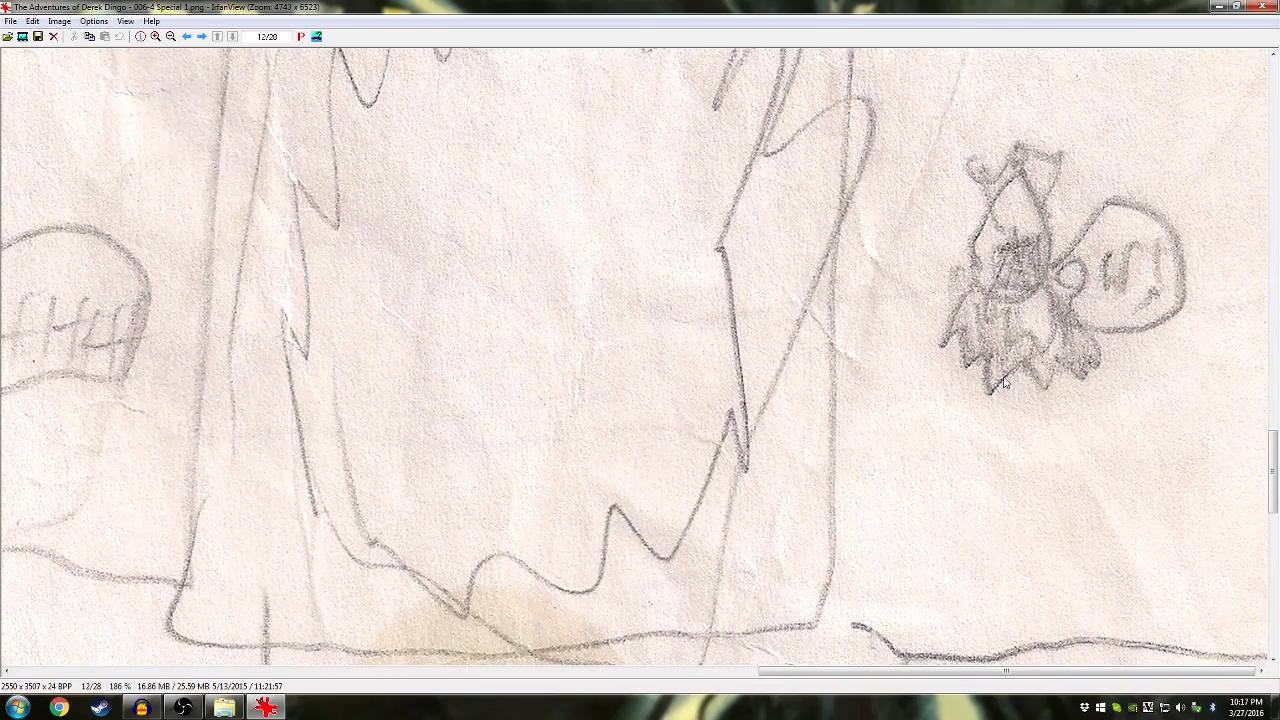 The Adventures of Derek Dingo - 006-4 Special 1.png - IrfanView (Zoom: 4743 x 6523)
File Edit Image Options View Help
12/28
2550 x 3507 x 24 BPP 12/28 186 % 16.86 MB / 25.59 MB 5/13/2015 / 11:21:57
10:17 PM
3/27/2016